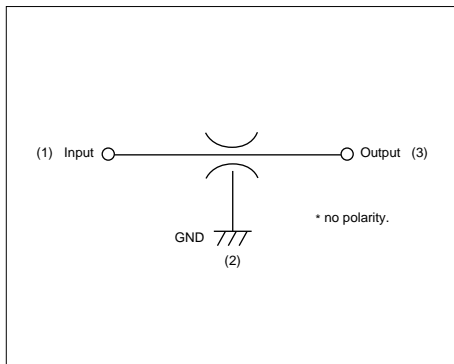 (1) Input Output (3)
* no polarity.
GND
(2)